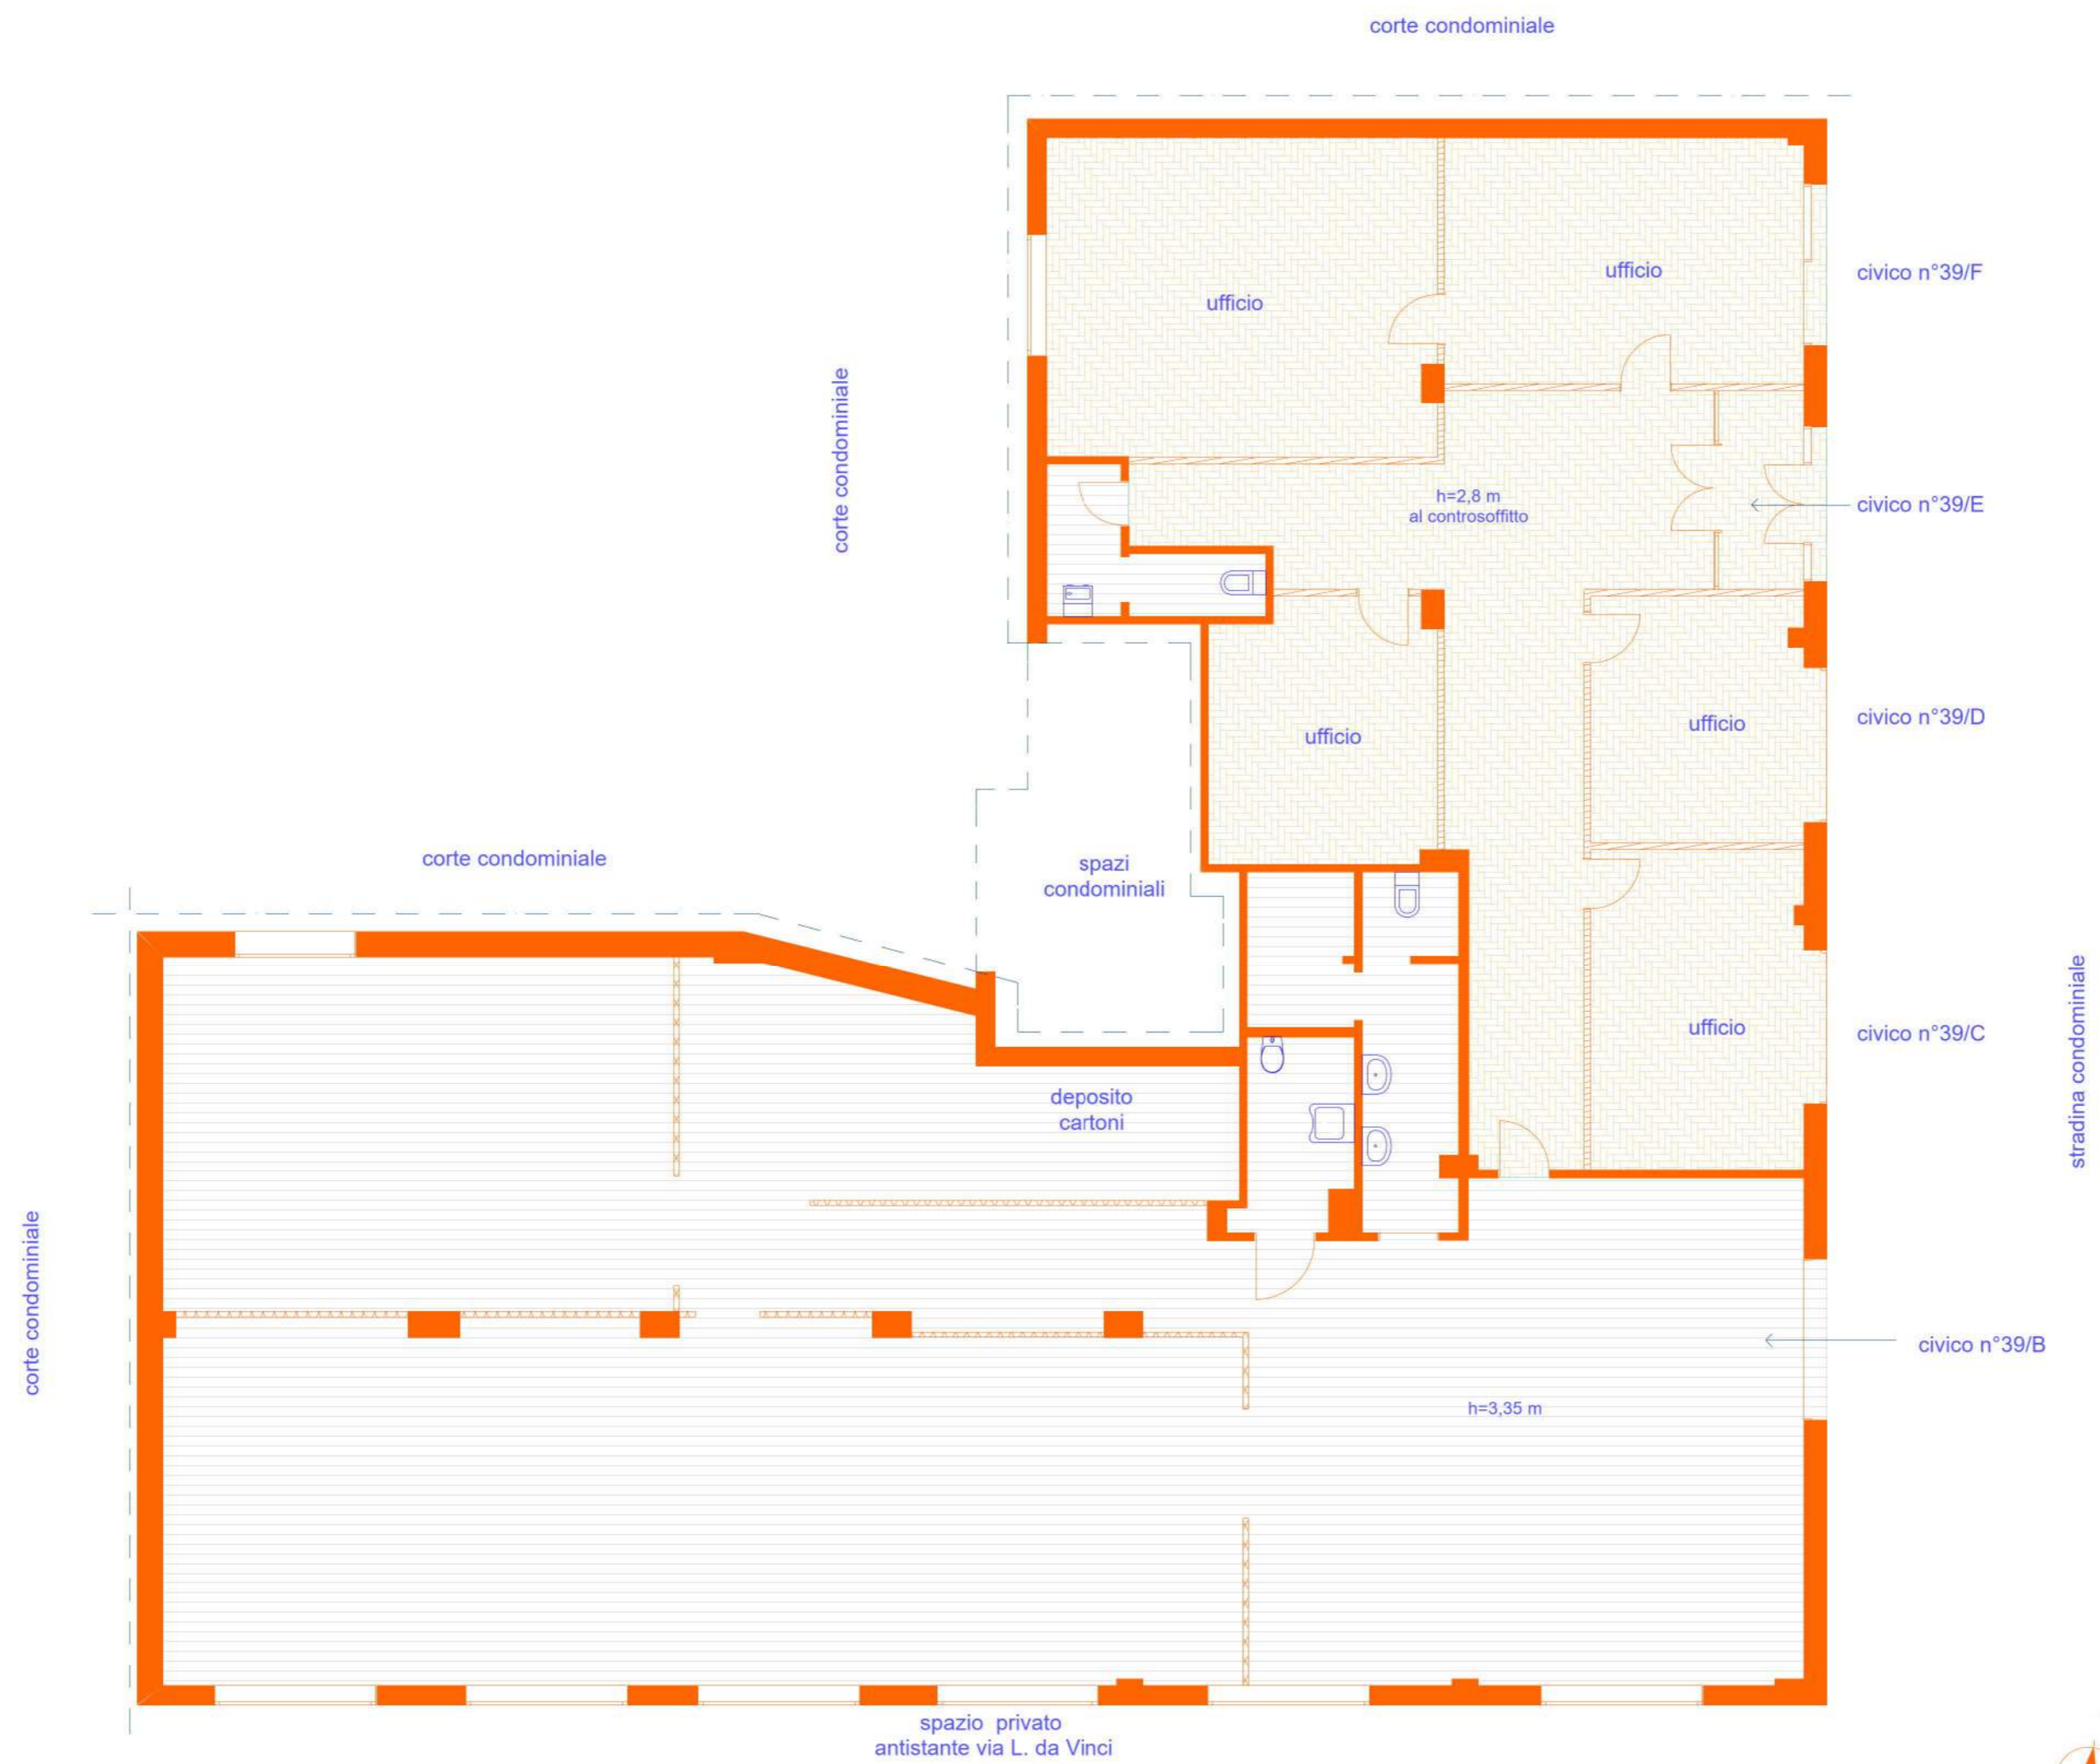 corte condominiale
ufficio
ufficio
civico n°39/F
corte condominiale
h=2,8 m
al controsoffitto
civico n°39/E
ufficio
ufficio
civico n°39/D
corte condominiale
spazi
condominiali
ufficio
civico n°39/C
stradina condominiale
deposito
cartoni
corte condominiale
civico n°39/B
h=3,35 m
spazio privato
antistante via L. da Vinci